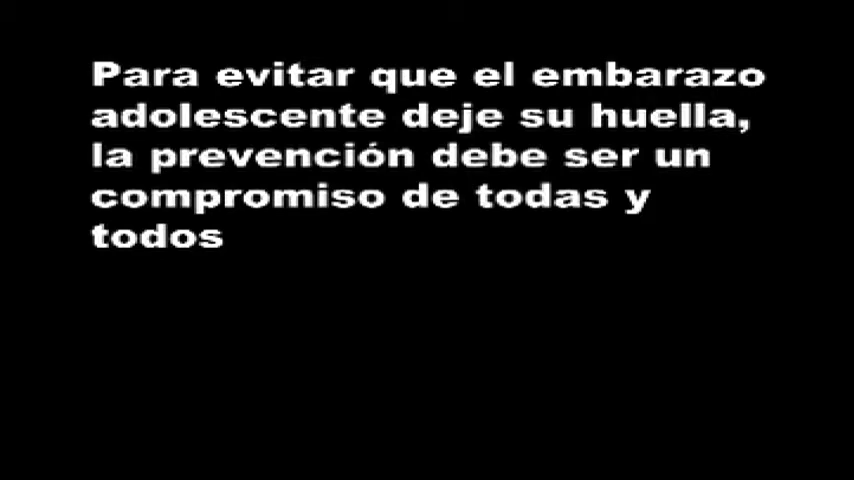 Para evitar que el embarazo
adolescente deje su huella,
la prevención debe ser un
compromiso de todas y
todos